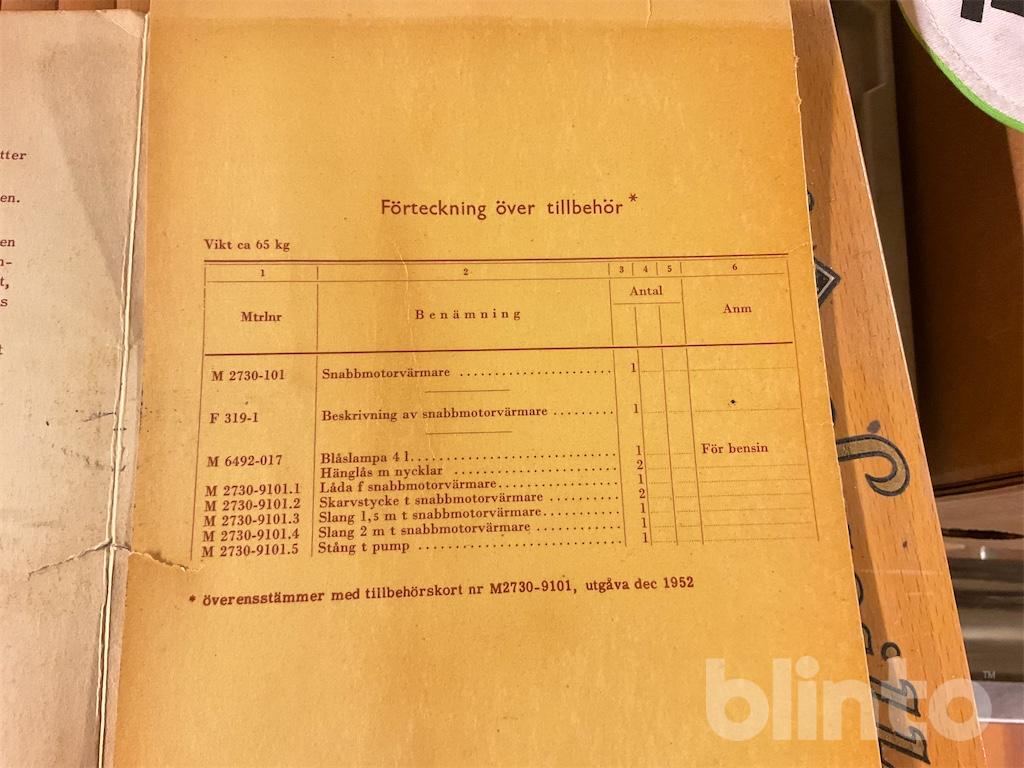 tter
en.
en
n-
t,
s
t
Förteckning över tillbehör *
Vikt ca 65 kg
1 2 3 4 5 6
Mtrlnr Benämning Antal Anm
M 2730-101 Snabbmotorvärmare .................... 1
F 319-1 Beskrivning av snabbmotorvärmare ......... 1
M 6492-017 Blåslampa 4 l.............................. 1 För bensin
Hänglås m nycklar ........................ 2
M 2730-9101.1 Låda f snabbmotorvärmare.................. 1
M 2730-9101.2 Skarvstycke t snabbmotorvärmare .......... 2
M 2730-9101.3 Slang 1,5 m t snabbmotorvärmare........... 1
M 2730-9101.4 Slang 2 m t snabbmotorvärmare ............ 1
M 2730-9101.5 Stång t pump ............................. 1
* överensstämmer med tillbehörskort nr M2730-9101, utgåva dec 1952
blinto™